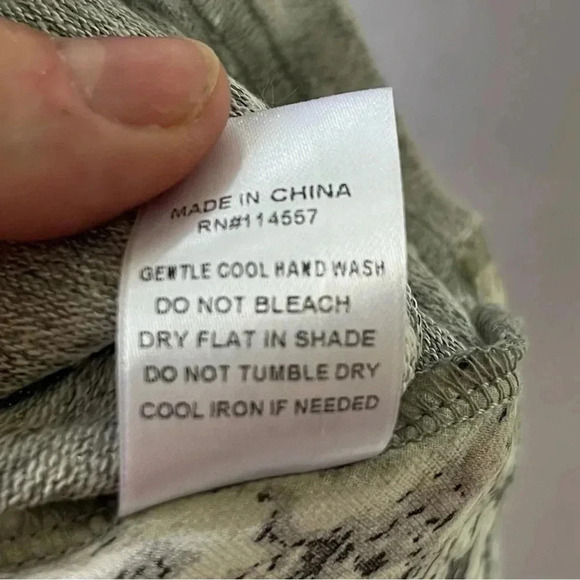 MADE IN CHINA
RN#114557
GENTLE COOL HAND WASH
DO NOT BLEACH
DRY FLAT IN SHADE
DO NOT TUMBLE DRY
COOL IRON IF NEEDED